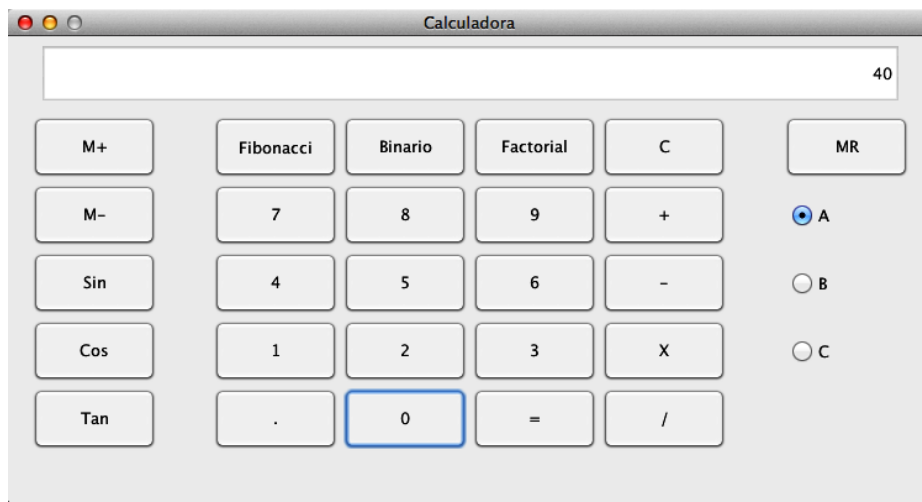 Calculadora
40
M+ Fibonacci Binario Factorial C MR
M- 7 8 9 + A
Sin 4 5 6 - B
Cos 1 2 3 X C
Tan . 0 = /